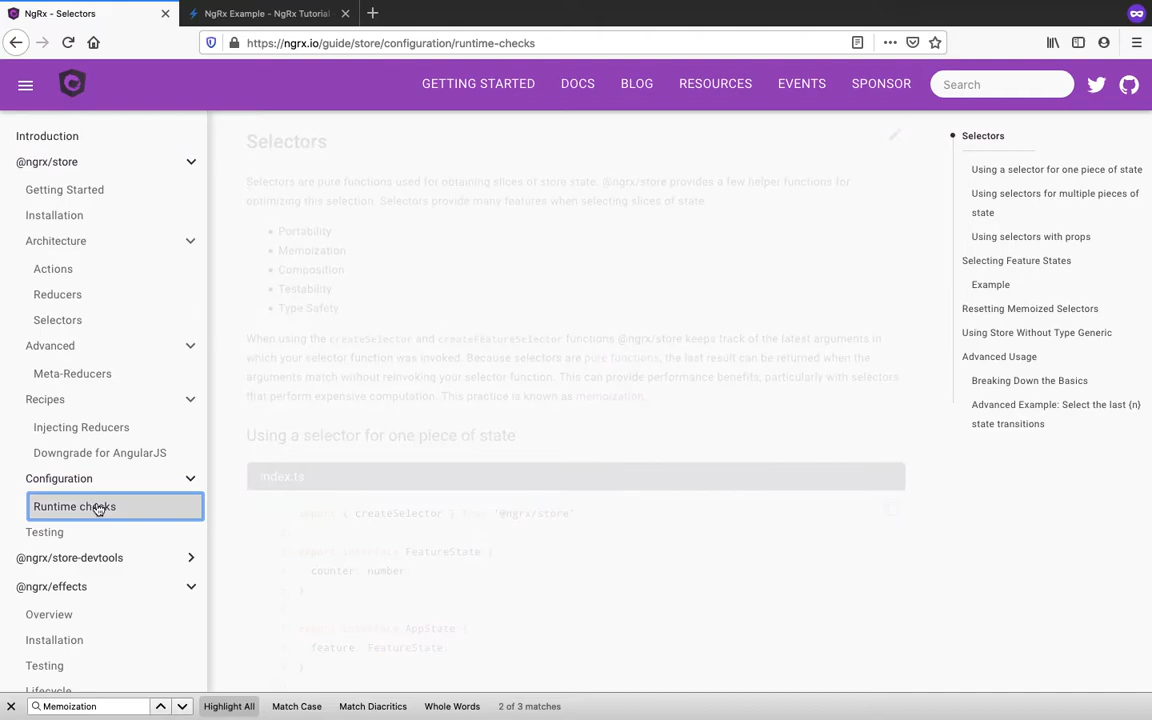 NgRx - Selectors
NgRx Example - NgRx Tutorial
https://ngrx.io/guide/store/configuration/runtime-checks
GETTING STARTED
DOCS
BLOG
RESOURCES
EVENTS
SPONSOR
Search
Introduction
@ngrx/store
Getting Started
Installation
Architecture
Actions
Reducers
Selectors
Advanced
Meta-Reducers
Recipes
Injecting Reducers
Downgrade for AngularJS
Configuration
Runtime checks
Testing
@ngrx/store-devtools
@ngrx/effects
Overview
Installation
Testing
Lifecycle
Selectors
Selectors are pure functions used for obtaining slices of store state. @ngrx/store provides a few helper functions for
optimizing this selection. Selectors provide many features when selecting slices of state.
Portability
Memoization
Composition
Testability
Type Safety
When using the createSelector and createFeatureSelector functions @ngrx/store keeps track of the latest arguments in
which your selector function was invoked. Because selectors are pure functions, the last result can be returned when the
arguments match without reinvoking your selector function. This can provide performance benefits, particularly with selectors
that perform expensive computation. This practice is known as memoization.
Using a selector for one piece of state
index.ts
import { createSelector } from '@ngrx/store'
export interface FeatureState {
counter: number;
}
export interface AppState {
feature: FeatureState;
}
Selectors
Using a selector for one piece of state
Using selectors for multiple pieces of
state
Using selectors with props
Selecting Feature States
Example
Resetting Memoized Selectors
Using Store Without Type Generic
Advanced Usage
Breaking Down the Basics
Advanced Example: Select the last {n}
state transitions
Memoization
Highlight All
Match Case
Match Diacritics
Whole Words
2 of 3 matches